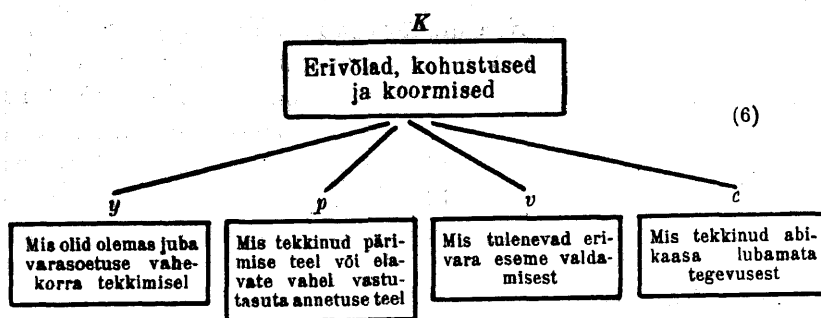 K
Erivõlad, kohustused
ja koormised
(6)
y
p
v
c
Mis olid olemas juba
varasoetuse vahe-
korra tekkimisel
Mis tekkinud päri-
mise teel või ela-
vate vahel vastu-
tasuta annetuse teel
Mis tulenevad eri-
vara eseme valda-
misest
Mis tekkinud abi-
kaasa lubamata
tegevusest